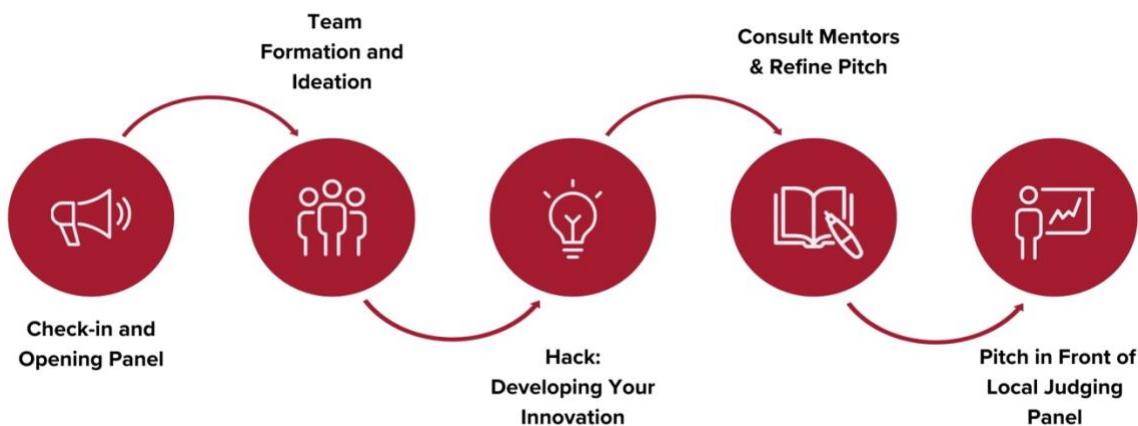 Check-in and
Opening Panel
Team
Formation and
Ideation
Hack:
Developing Your
Innovation
Consult Mentors
& Refine Pitch
Pitch in Front of
Local Judging
Panel